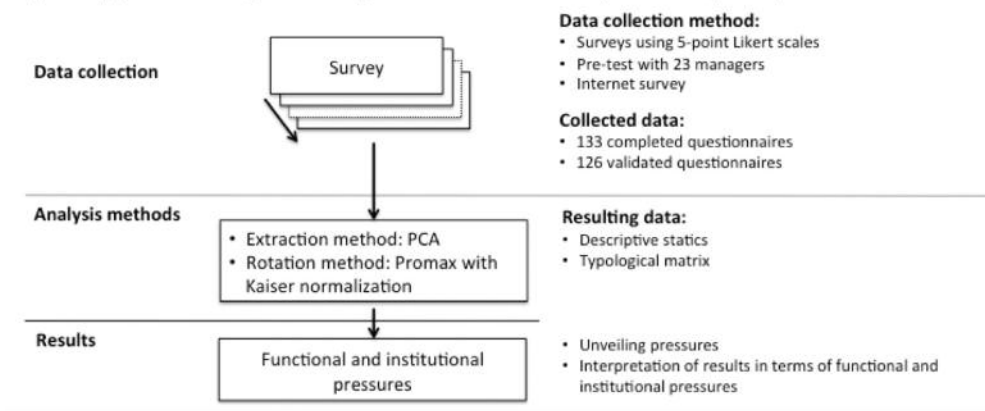 Data collection
Survey
Data collection method:
• Surveys using 5-point Likert scales
• Pre-test with 23 managers
• Internet survey
Collected data:
• 133 completed questionnaires
• 126 validated questionnaires
Analysis methods
• Extraction method: PCA
• Rotation method: Promax with
Kaiser normalization
Resulting data:
• Descriptive statics
• Typological matrix
Results
Functional and institutional
pressures
• Unveiling pressures
• Interpretation of results in terms of functional and
institutional pressures